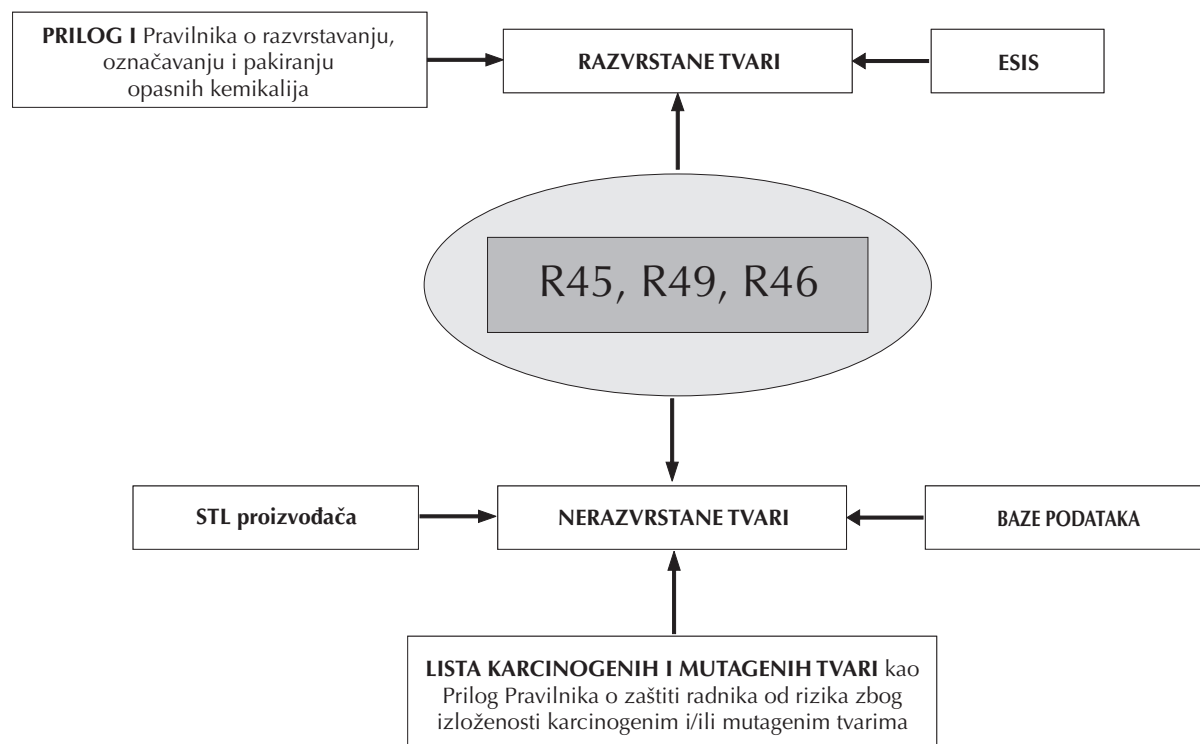 PRILOG I Pravilnika o razvrstavanju,
označavanju i pakiranju
opasnih kemikalija
RAZVRSTANE TVARI
ESIS
R45, R49, R46
STL proizvođača
NERAZVRSTANE TVARI
BAZE PODATAKA
LISTA KARCINOGENIH I MUTAGENIH TVARI kao
Prilog Pravilnika o zaštiti radnika od rizika zbog
izloženosti karcinogenim i/ili mutagenim tvarima